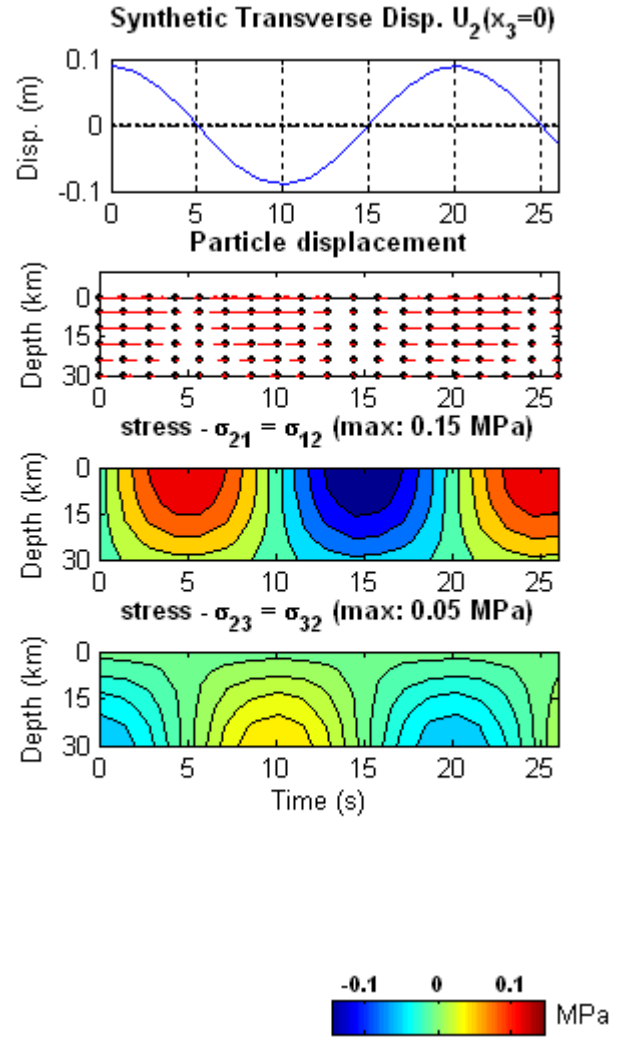 Synthetic Transverse Disp. U₂(x₃=0)
Disp. (m)
0.1
0
-0.1
0 5 10 15 20 25
Particle displacement
Depth (km)
0
15
30
0 5 10 15 20 25
stress - σ₂₁ = σ₁₂ (max: 0.15 MPa)
Depth (km)
0
15
30
0 5 10 15 20 25
stress - σ₂₃ = σ₃₂ (max: 0.05 MPa)
Depth (km)
0
15
30
0 5 10 15 20 25
Time (s)
-0.1 0 0.1
MPa